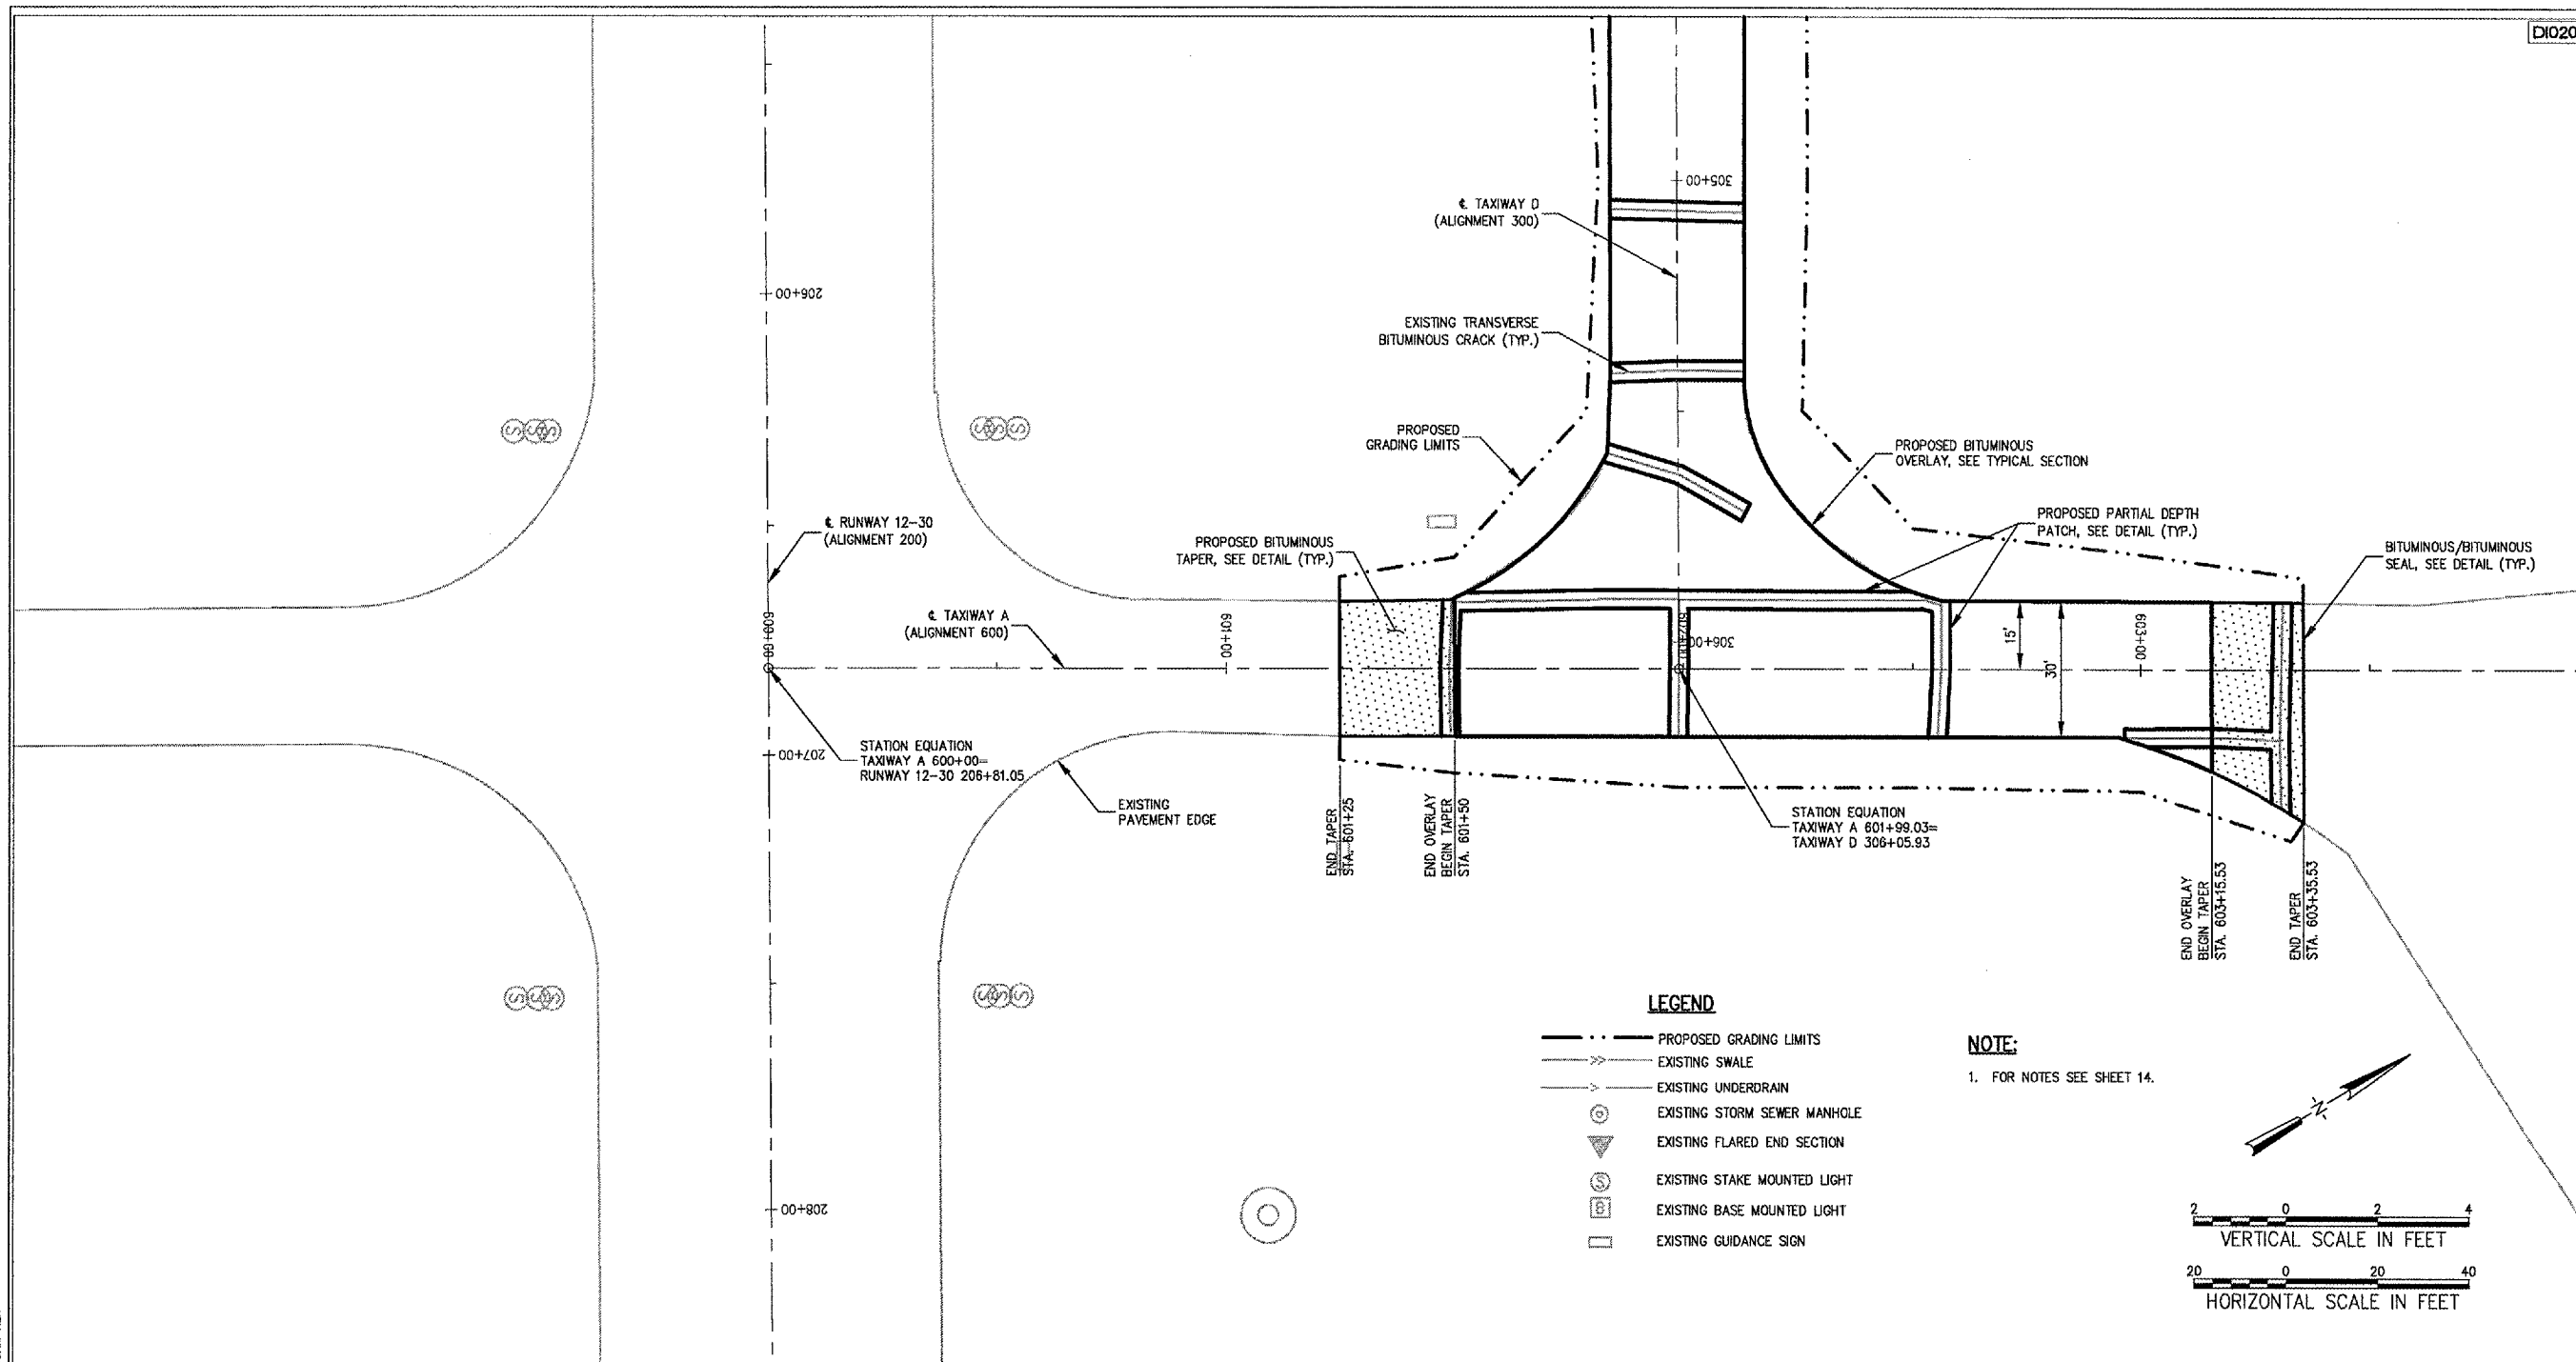 DI020
305+00
℄ TAXIWAY D
(ALIGNMENT 300)
206+00
EXISTING TRANSVERSE
BITUMINOUS CRACK (TYP.)
PROPOSED
GRADING LIMITS
PROPOSED BITUMINOUS
OVERLAY, SEE TYPICAL SECTION
℄ RUNWAY 12-30
(ALIGNMENT 200)
PROPOSED BITUMINOUS
TAPER, SEE DETAIL (TYP.)
PROPOSED PARTIAL DEPTH
PATCH, SEE DETAIL (TYP.)
BITUMINOUS/BITUMINOUS
SEAL, SEE DETAIL (TYP.)
℄ TAXIWAY A
(ALIGNMENT 600)
600+00
601+00
602+00
306+00
15'
30'
603+00
207+00
STATION EQUATION
TAXIWAY A 600+00=
RUNWAY 12-30 206+81.05
EXISTING
PAVEMENT EDGE
END TAPER
STA. 601+25
END OVERLAY
BEGIN TAPER
STA. 601+50
STATION EQUATION
TAXIWAY A 601+99.03=
TAXIWAY D 306+05.93
END OVERLAY
BEGIN TAPER
STA. 603+15.53
END TAPER
STA. 603+35.53
S S S
S S S
S S S
S S S
208+00
LEGEND
PROPOSED GRADING LIMITS
EXISTING SWALE
EXISTING UNDERDRAIN
EXISTING STORM SEWER MANHOLE
EXISTING FLARED END SECTION
S EXISTING STAKE MOUNTED LIGHT
B EXISTING BASE MOUNTED LIGHT
EXISTING GUIDANCE SIGN
NOTE:
1. FOR NOTES SEE SHEET 14.
-N-
2 0 2 4
VERTICAL SCALE IN FEET
20 0 20 40
HORIZONTAL SCALE IN FEET